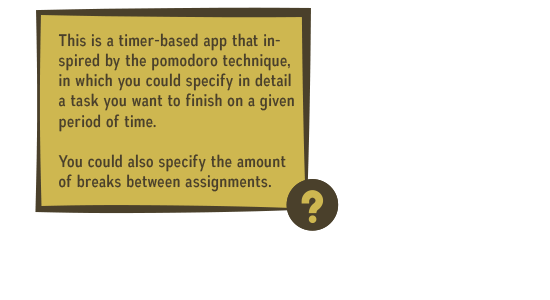 This is a timer-based app that in-
spired by the pomodoro technique,
in which you could specify in detail
a task you want to finish on a given
period of time.
You could also specify the amount
of breaks between assignments.
?